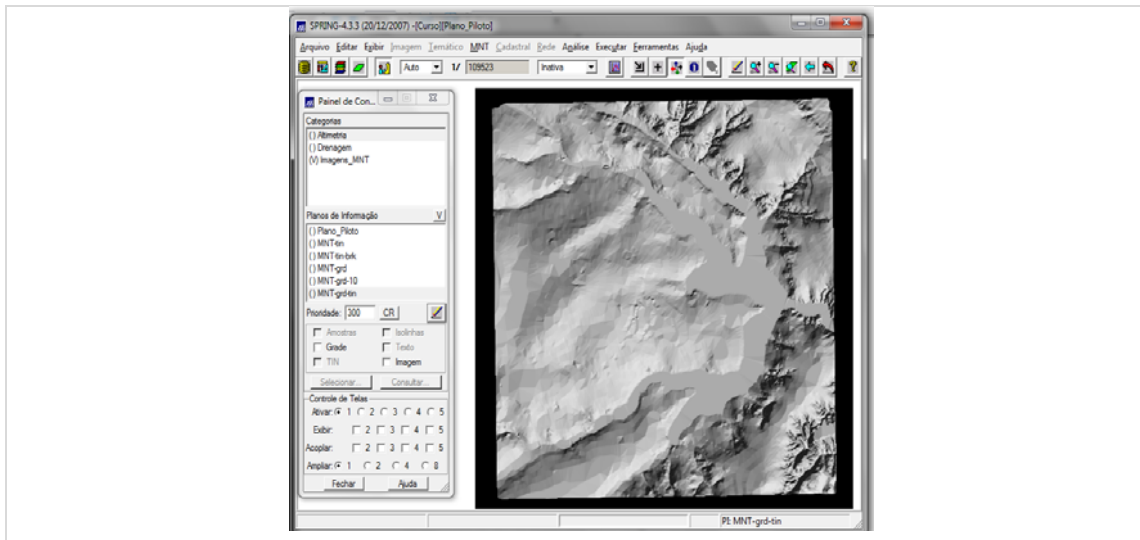 SPRING-4.3.3 (20/12/2007) -[Curso][Plano_Piloto]
Arquivo Editar Exibir Imagem Temático MNT Cadastral Rede Análise Executar Ferramentas Ajuda
Auto 1/ 109523 Inativa
Painel de Con...
Categorias
() Altimetria
() Drenagem
(V) Imagens_MNT
Planos de Informação V
() Plano_Piloto
() MNT-tin
() MNT-tin-brk
() MNT-grd
() MNT-grd-10
() MNT-grd-tin
Prioridade: 300 CR
Amostras Isolinhas
Grade Texto
TIN Imagem
Selecionar... Consultar...
Controle de Telas
Ativar: 1 2 3 4 5
Exibir: 2 3 4 5
Acoplar: 2 3 4 5
Ampliar: 1 2 4 8
Fechar Ajuda
PI: MNT-grd-tin